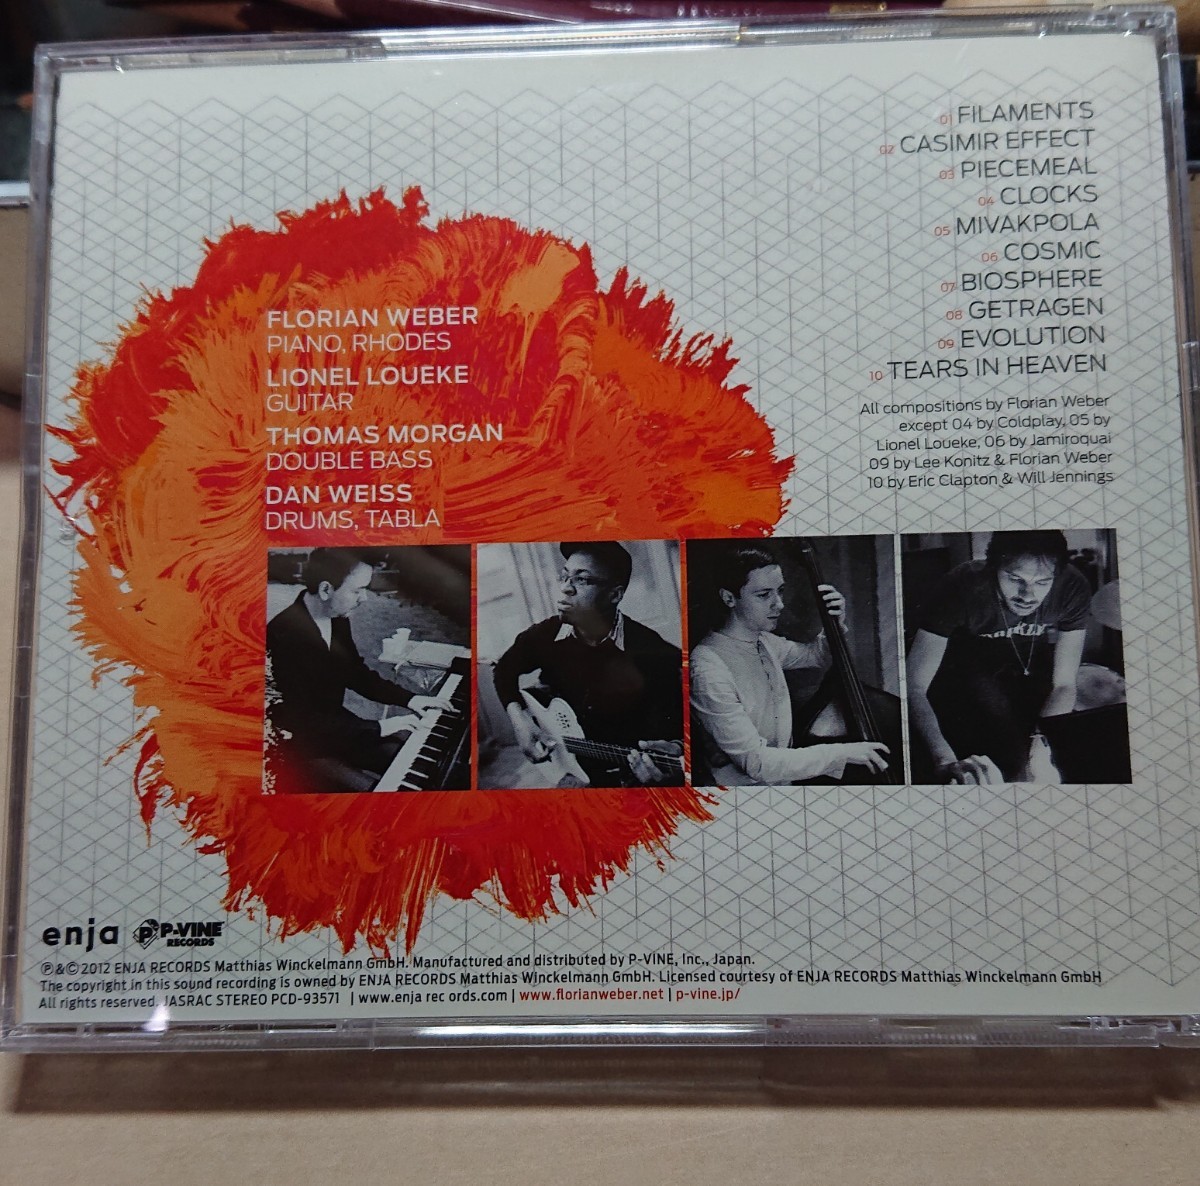 01 FILAMENTS
02 CASIMIR EFFECT
03 PIECEMEAL
04 CLOCKS
05 MIVAKPOLA
06 COSMIC
07 BIOSPHERE
08 GETRAGEN
09 EVOLUTION
10 TEARS IN HEAVEN
All compositions by Florian Weber
except 04 by Coldplay, 05 by
Lionel Loueke, 06 by Jamiroquai
09 by Lee Konitz & Florian Weber
10 by Eric Clapton & Will Jennings
FLORIAN WEBER
PIANO, RHODES
LIONEL LOUEKE
GUITAR
THOMAS MORGAN
DOUBLE BASS
DAN WEISS
DRUMS, TABLA
enja
P-VINE
RECORDS
℗&©2012 ENJA RECORDS Matthias Winckelmann GmbH. Manufactured and distributed by P-VINE, Inc., Japan.
The copyright in this sound recording is owned by ENJA RECORDS Matthias Winckelmann GmbH. Licensed courtesy of ENJA RECORDS Matthias Winckelmann GmbH
All rights reserved. JASRAC STEREO PCD-93571 | www.enja rec ords.com | www.florianweber.net | p-vine.jp/